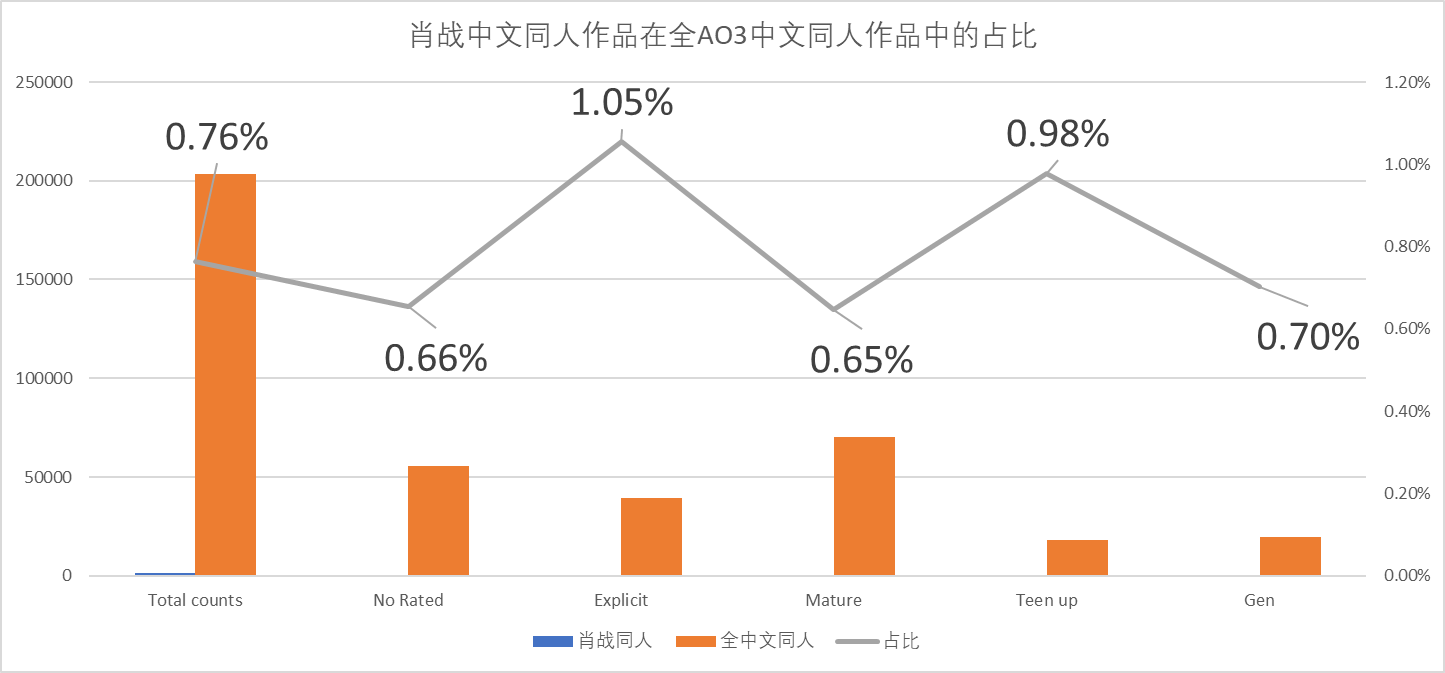 肖战中文同人作品在全AO3中文同人作品中的占比
250000
200000
150000
100000
50000
0
1.20%
1.00%
0.80%
0.60%
0.40%
0.20%
0.00%
0.76%
0.66%
1.05%
0.65%
0.98%
0.70%
Total counts
No Rated
Explicit
Mature
Teen up
Gen
肖战同人
全中文同人
占比